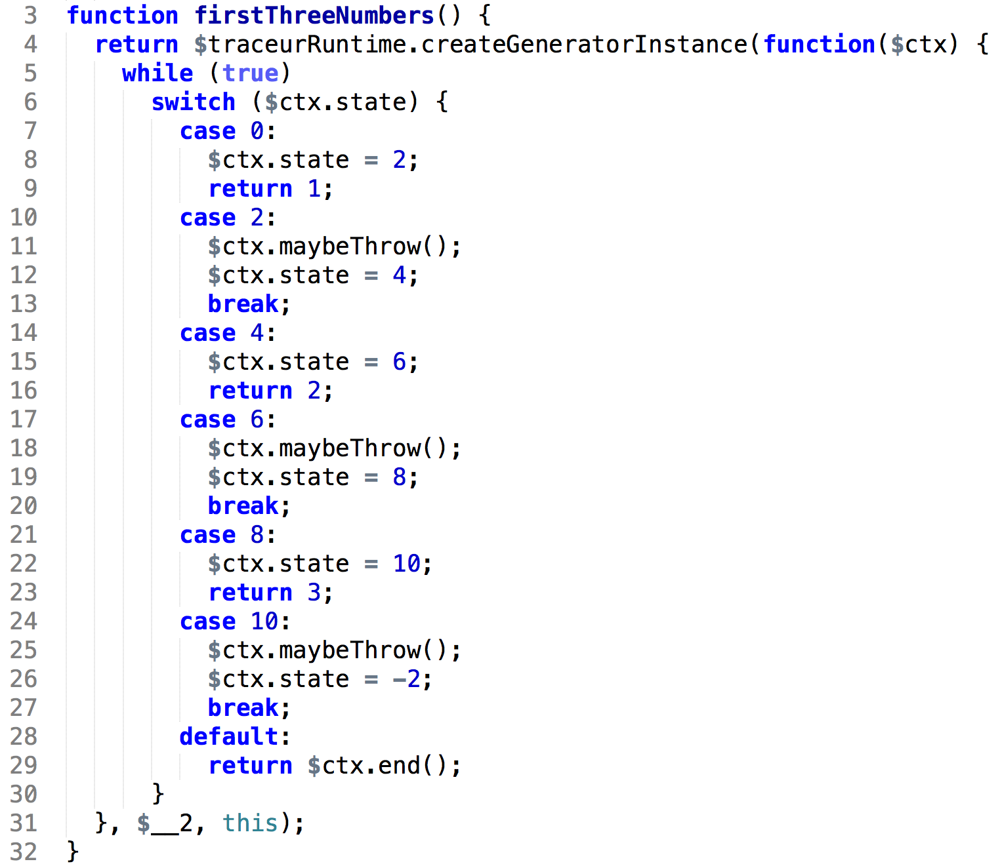 3 function firstThreeNumbers() {
4   return $traceurRuntime.createGeneratorInstance(function($ctx) {
5     while (true)
6       switch ($ctx.state) {
7         case 0:
8           $ctx.state = 2;
9           return 1;
10         case 2:
11           $ctx.maybeThrow();
12           $ctx.state = 4;
13           break;
14         case 4:
15           $ctx.state = 6;
16           return 2;
17         case 6:
18           $ctx.maybeThrow();
19           $ctx.state = 8;
20           break;
21         case 8:
22           $ctx.state = 10;
23           return 3;
24         case 10:
25           $ctx.maybeThrow();
26           $ctx.state = -2;
27           break;
28         default:
29           return $ctx.end();
30       }
31   }, $__2, this);
32 }